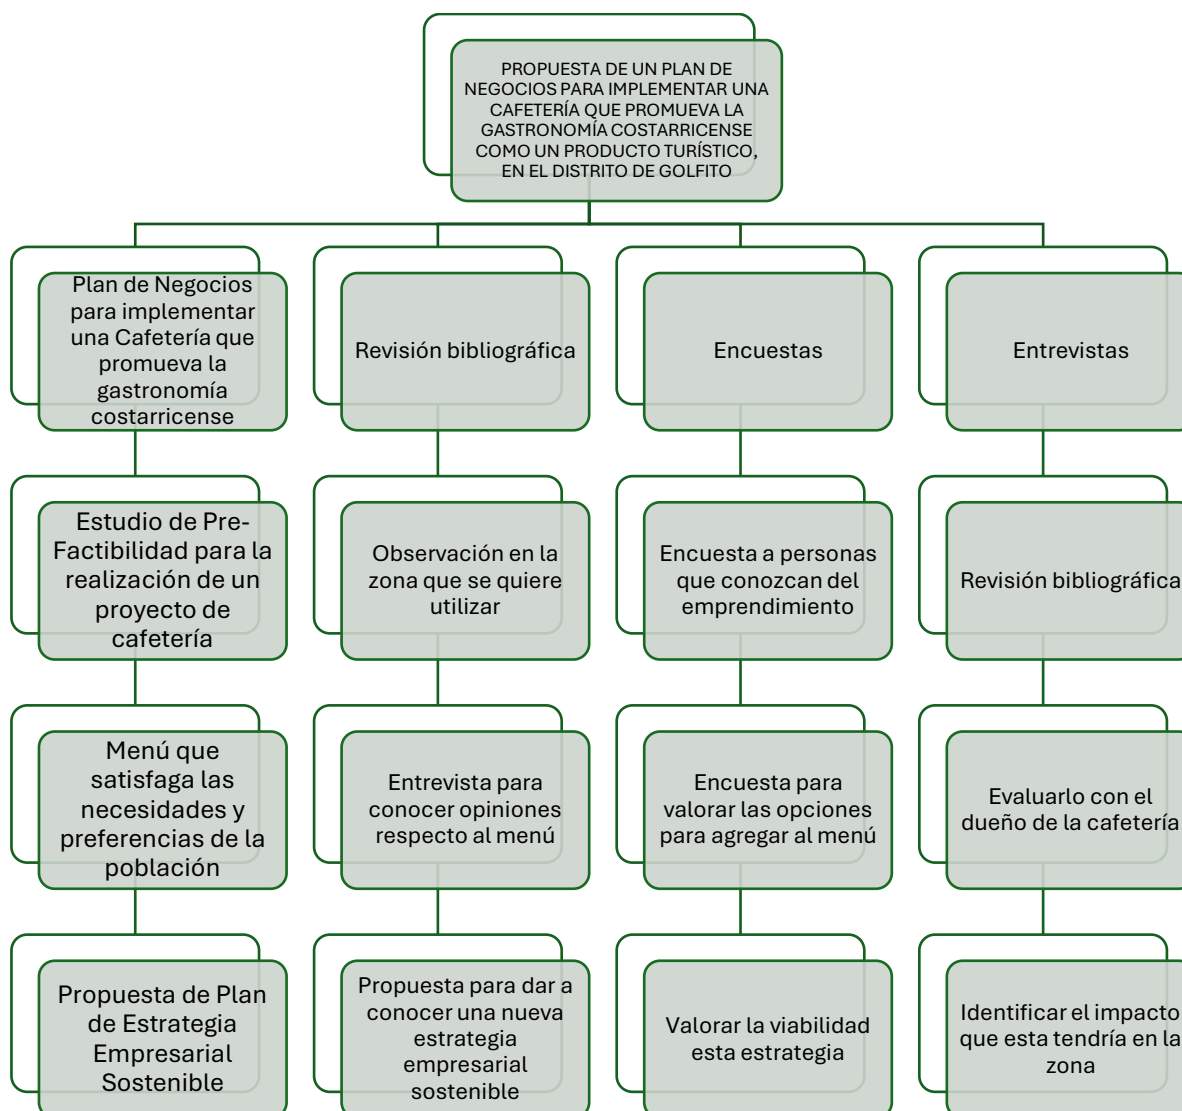 PROPUESTA DE UN PLAN DE
NEGOCIOS PARA IMPLEMENTAR UNA
CAFETERÍA QUE PROMUEVA LA
GASTRONOMÍA COSTARRICENSE
COMO UN PRODUCTO TURÍSTICO,
EN EL DISTRITO DE GOLFITO
Plan de Negocios
para implementar
una Cafetería que
promueva la
gastronomía
costarricense
Revisión bibliográfica
Encuestas
Entrevistas
Estudio de Pre-
Factibilidad para la
realización de un
proyecto de
cafetería
Observación en la
zona que se quiere
utilizar
Encuesta a personas
que conozcan del
emprendimiento
Revisión bibliográfica
Menú que
satisfaga las
necesidades y
preferencias de la
población
Entrevista para
conocer opiniones
respecto al menú
Encuesta para
valorar las opciones
para agregar al menú
Evaluarlo con el
dueño de la cafetería
Propuesta de Plan
de Estrategia
Empresarial
Sostenible
Propuesta para dar a
conocer una nueva
estrategia
empresarial
sostenible
Valorar la viabilidad
esta estrategia
Identificar el impacto
que esta tendría en la
zona